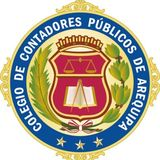 COLEGIO DE CONTADORES PÚBLICOS DE AREQUIPA